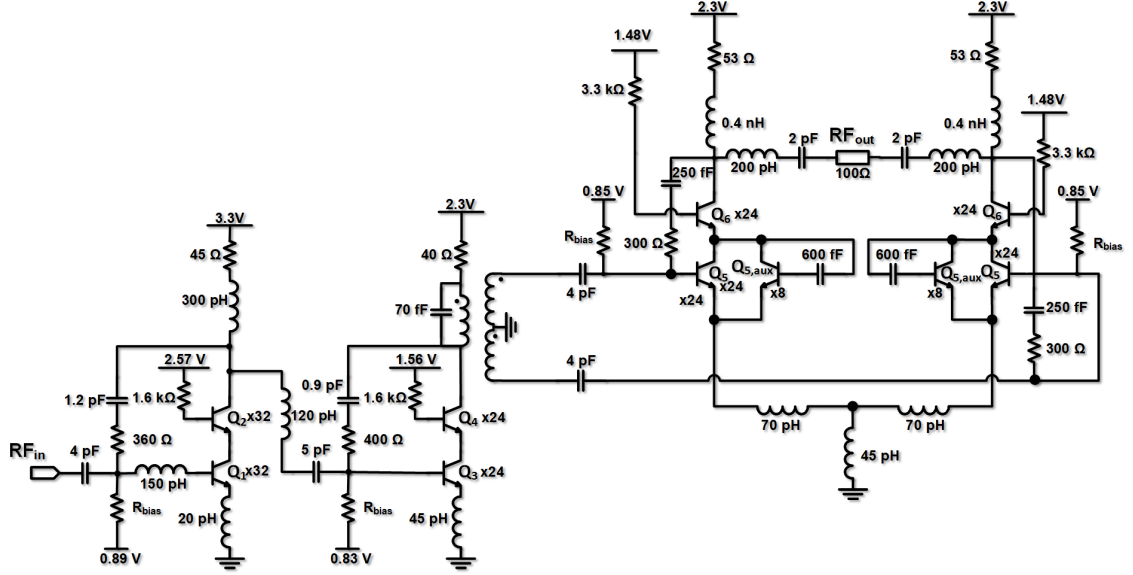 2.3V
2.3V
1.48V
53 Ω
53 Ω
3.3 kΩ
1.48V
0.4 nH
0.4 nH
2 pF
RFout
2 pF
3.3 kΩ
250 fF
200 pH
100Ω
200 pH
0.85 V
0.85 V
2.3V
3.3V
Q6 x24
x24 Q6
Rbias
300 Ω
Rbias
45 Ω
40 Ω
600 fF
600 fF
x24
Q5
Q5,aux
Q5,aux
Q5
4 pF
x24
x24
x8
x8
300 pH
70 fF
250 fF
300 Ω
2.57 V
1.56 V
4 pF
1.2 pF
1.6 kΩ
0.9 pF
1.6 kΩ
Q2 x32
120 pH
Q4 x24
70 pH
70 pH
360 Ω
400 Ω
RFin
4 pF
5 pF
45 pH
Q1 x32
Q3 x24
150 pH
Rbias
20 pH
Rbias
45 pH
0.89 V
0.83 V